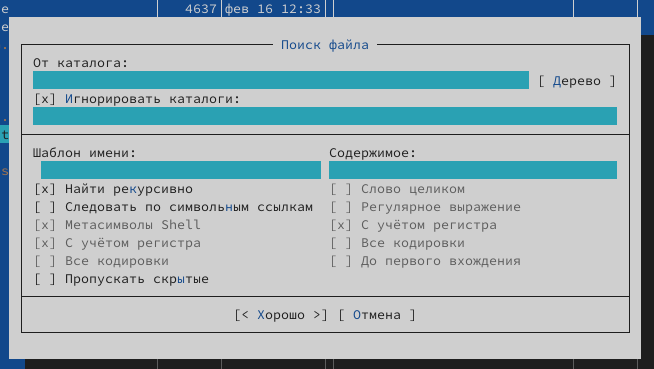 е 4637 фев 16 12:33
е
Поиск файла
От каталога:
[ Дерево ]
[x] Игнорировать каталоги:
t
Шаблон имени: Содержимое:
s
[x] Найти рекурсивно [ ] Слово целиком
[ ] Следовать по символьным ссылкам [ ] Регулярное выражение
[x] Метасимволы Shell [x] С учётом регистра
[x] С учётом регистра [ ] Все кодировки
[ ] Все кодировки [ ] До первого вхождения
[ ] Пропускать скрытые
[< Хорошо >] [ Отмена ]